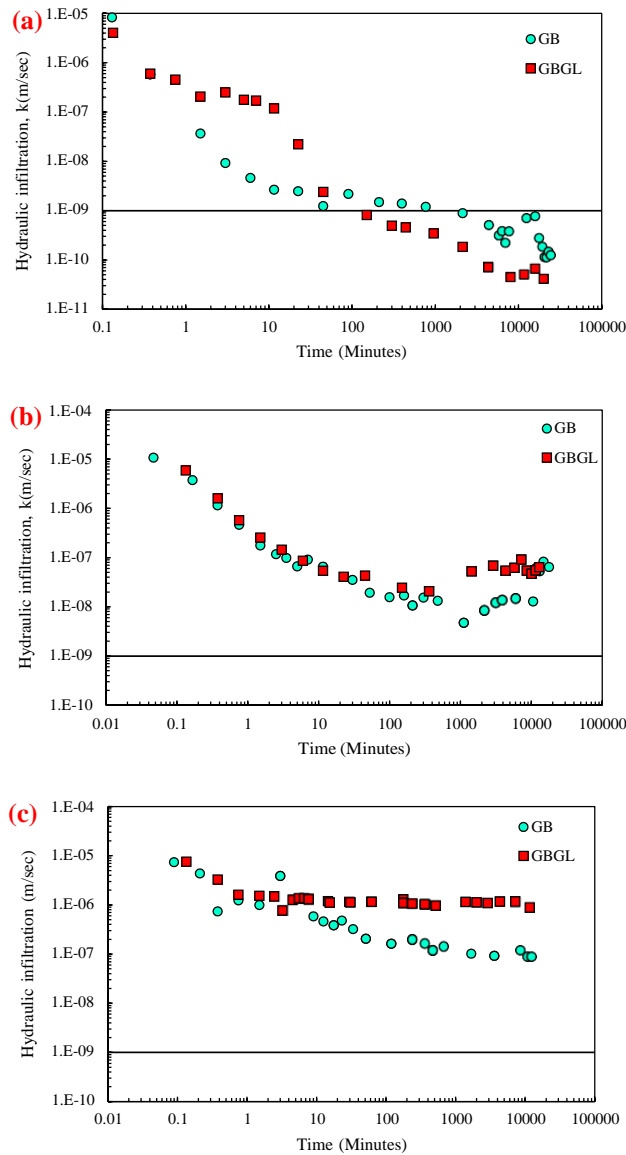 (a)
1.E-05
1.E-06
1.E-07
1.E-08
1.E-09
1.E-10
1.E-11
Hydraulic infiltration, k(m/sec)
GB
GBGL
0.1 1 10 100 1000 10000 100000
Time (Minutes)
(b)
1.E-04
1.E-05
1.E-06
1.E-07
1.E-08
1.E-09
1.E-10
Hydraulic infiltration, k(m/sec)
GB
GBGL
0.01 0.1 1 10 100 1000 10000 100000
Time (Minutes)
(c)
1.E-04
1.E-05
1.E-06
1.E-07
1.E-08
1.E-09
1.E-10
Hydraulic infiltration (m/sec)
GB
GBGL
0.01 0.1 1 10 100 1000 10000 100000
Time (Minutes)